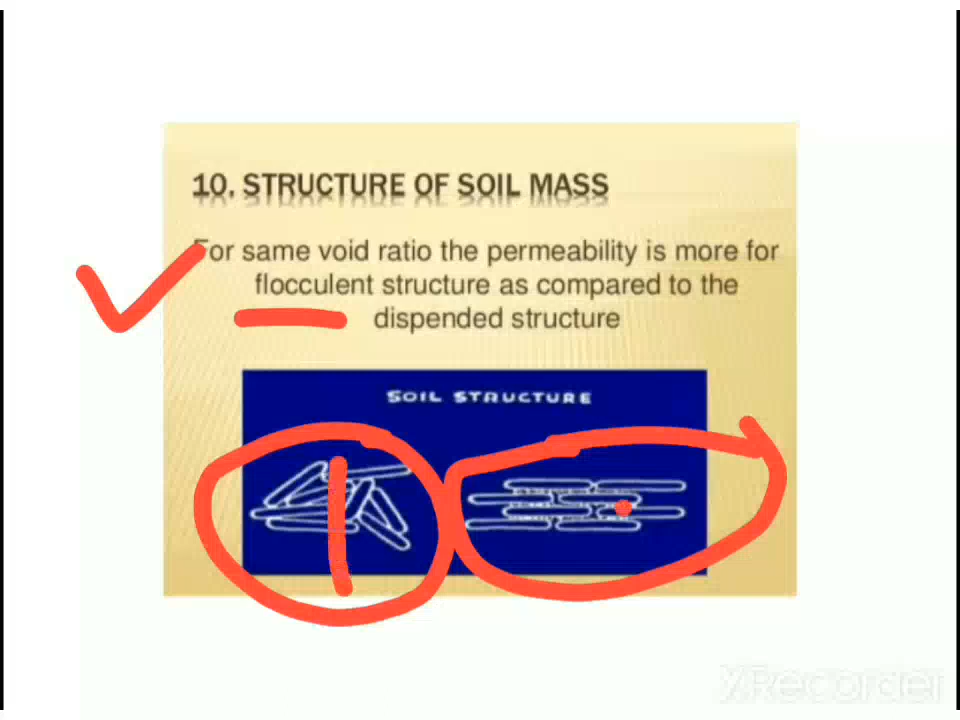 10. STRUCTURE OF SOIL MASS
For same void ratio the permeability is more for
flocculent structure as compared to the
dispended structure
SOIL STRUCTURE
XRecorder